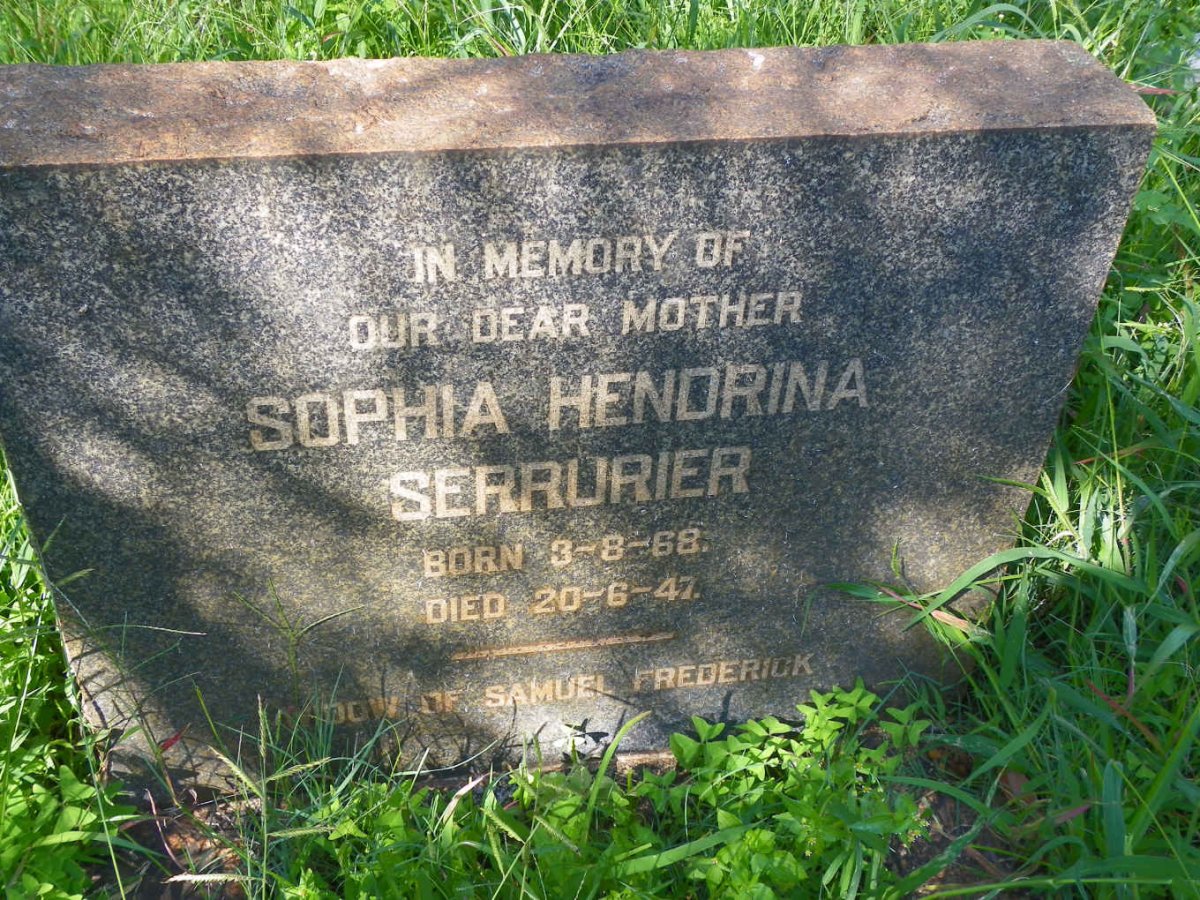 IN MEMORY OF
OUR DEAR MOTHER
SOPHIA HENDRINA
SERRURIER
BORN 3-8-68.
DIED, 20-6-47.
WIDOW OF SAMUEL FREDERICK